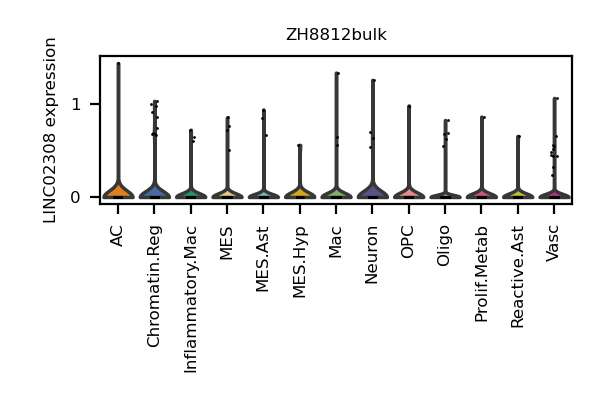 ZH8812bulk
LINC02308 expression
1
0
AC
Chromatin.Reg
Inflammatory.Mac
MES
MES.Ast
MES.Hyp
Mac
Neuron
OPC
Oligo
Prolif.Metab
Reactive.Ast
Vasc